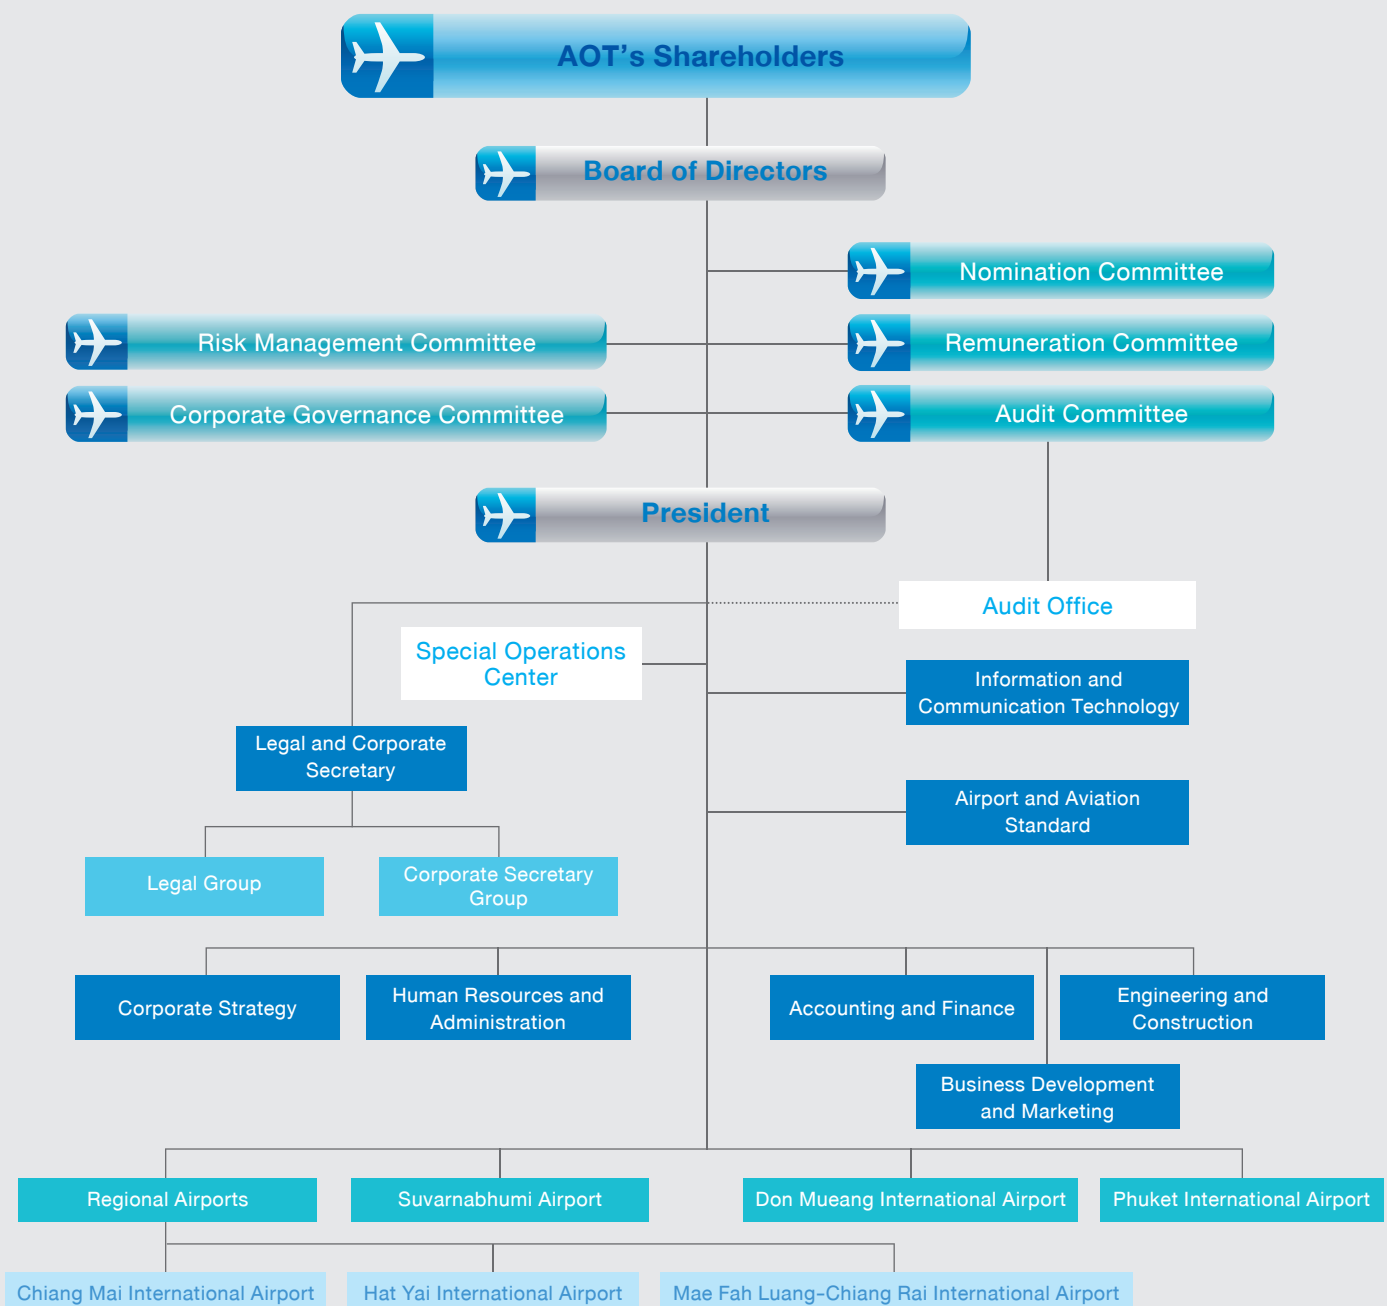 AOT's Shareholders
Board of Directors
Nomination Committee
Risk Management Committee
Remuneration Committee
Corporate Governance Committee
Audit Committee
President
Audit Office
Special Operations
Center
Information and
Communication Technology
Legal and Corporate
Secretary
Airport and Aviation
Standard
Legal Group
Corporate Secretary
Group
Corporate Strategy
Human Resources and
Administration
Accounting and Finance
Engineering and
Construction
Business Development
and Marketing
Regional Airports
Suvarnabhumi Airport
Don Mueang International Airport
Phuket International Airport
Chiang Mai International Airport
Hat Yai International Airport
Mae Fah Luang-Chiang Rai International Airport